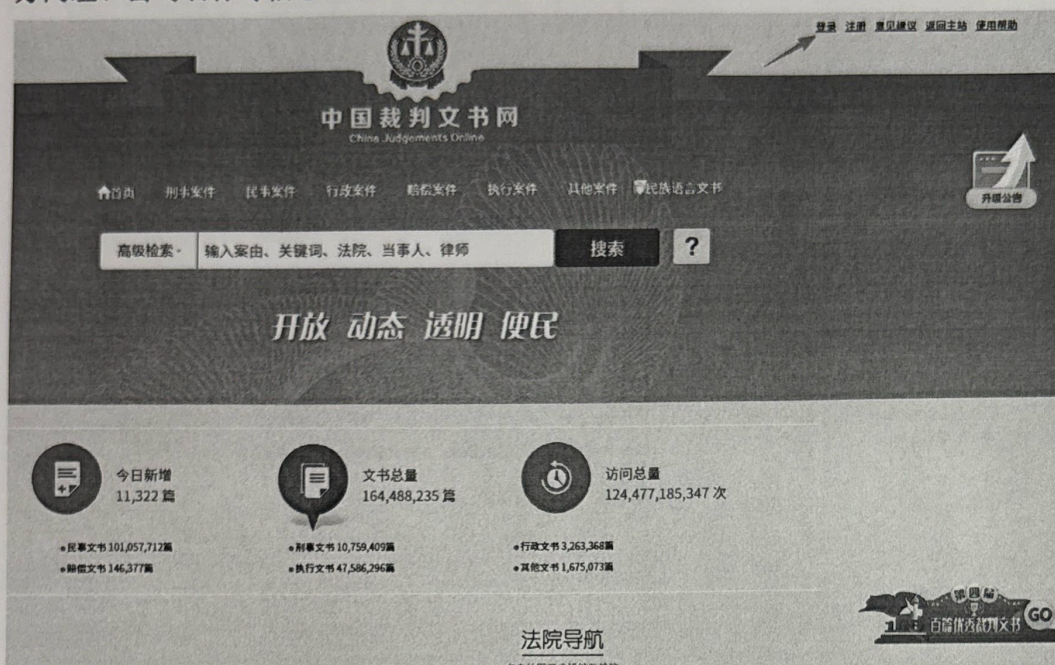 登录 注册 意见建议 返回主站 使用帮助
中国裁判文书网
China Judgements Online
首页 刑事案件 民事案件 行政案件 赔偿案件 执行案件 其他案件 民族语言文书
升级公告
高级检索 输入案由、关键词、法院、当事人、律师 搜索 ?
开放 动态 透明 便民
今日新增
11,322 篇
文书总量
164,488,235 篇
访问总量
124,477,185,347 次
民事文书 101,057,712篇
刑事文书 10,759,409篇
行政文书 3,263,368篇
赔偿文书 146,377篇
执行文书 47,586,296篇
其他文书 1,675,073篇
第四届
百篇优秀裁判文书
GO
法院导航